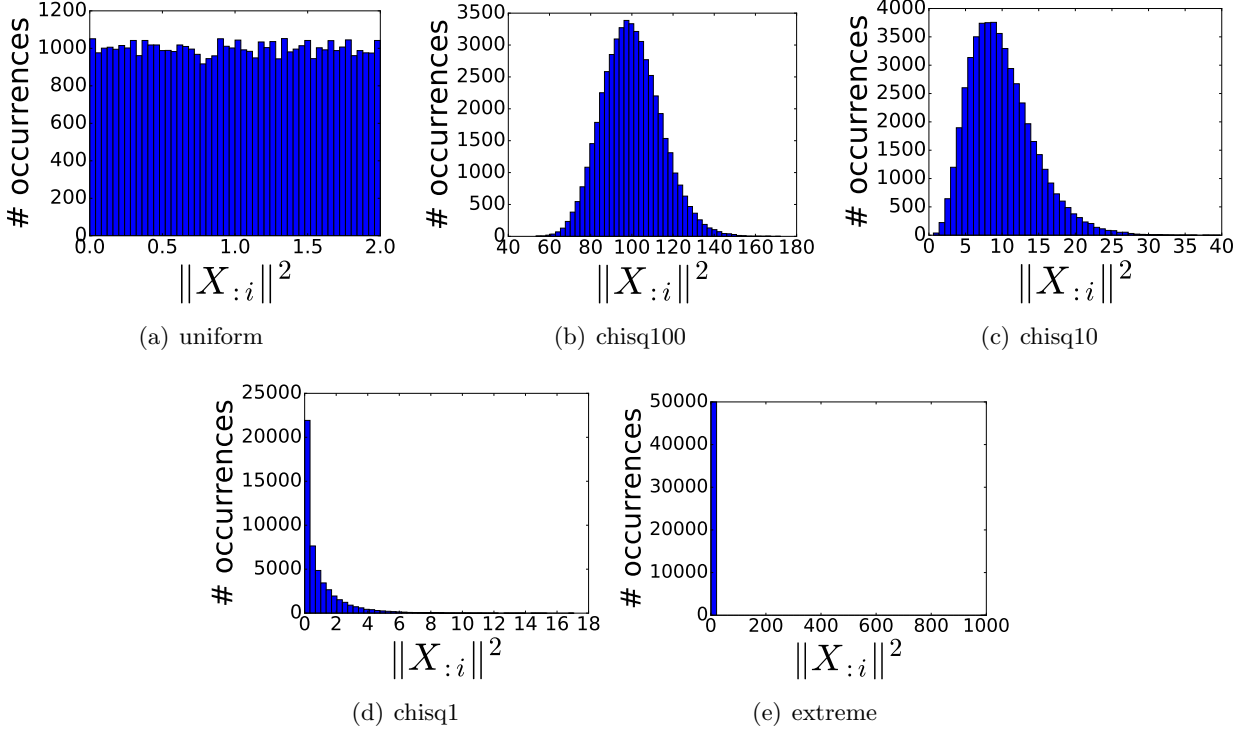 1200
1000
800
600
400
200
0
# occurrences
0.0 0.5 1.0 1.5 2.0
‖X:i‖²
(a) uniform
3500
3000
2500
2000
1500
1000
500
0
# occurrences
40 60 80 100 120 140 160 180
‖X:i‖²
(b) chisq100
4000
3500
3000
2500
2000
1500
1000
500
0
# occurrences
0 5 10 15 20 25 30 35 40
‖X:i‖²
(c) chisq10
25000
20000
15000
10000
5000
0
# occurrences
0 2 4 6 8 10 12 14 16 18
‖X:i‖²
(d) chisq1
50000
40000
30000
20000
10000
0
# occurrences
0 200 400 600 800 1000
‖X:i‖²
(e) extreme